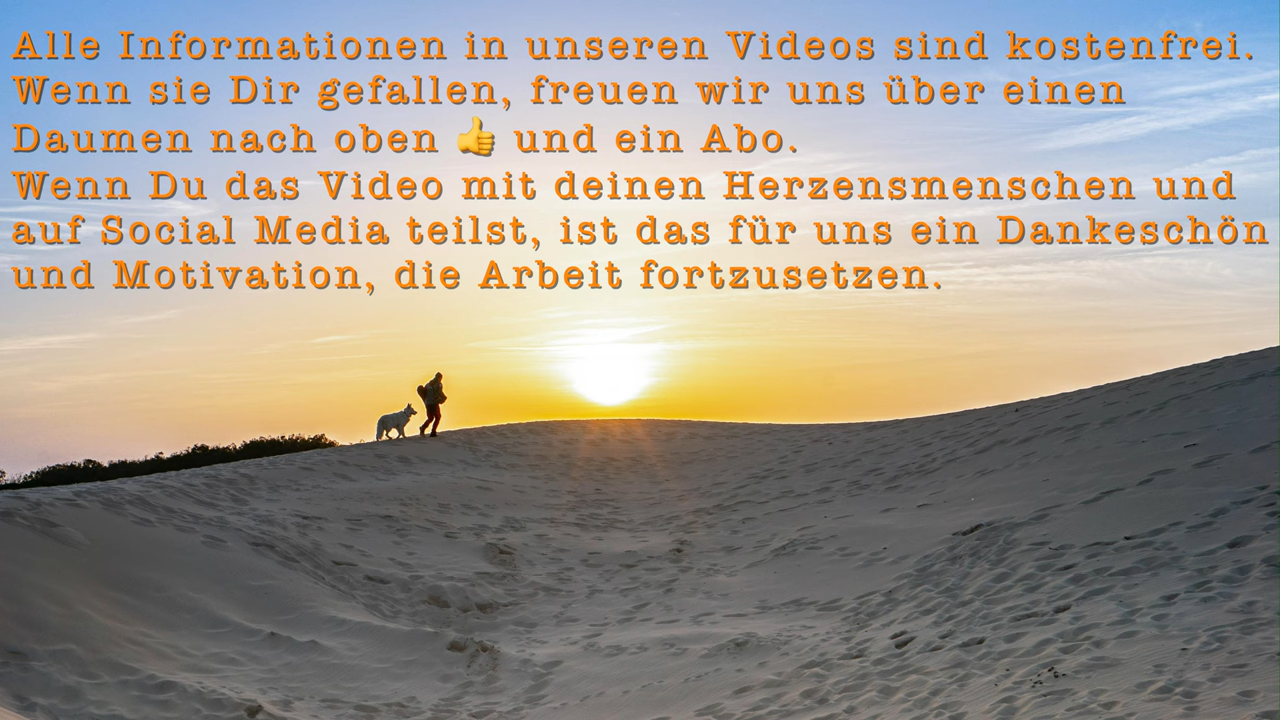 Alle Informationen in unseren Videos sind kostenfrei.
Wenn sie Dir gefallen, freuen wir uns über einen
Daumen nach oben 👍 und ein Abo.
Wenn Du das Video mit deinen Herzensmenschen und
auf Social Media teilst, ist das für uns ein Dankeschön
und Motivation, die Arbeit fortzusetzen.